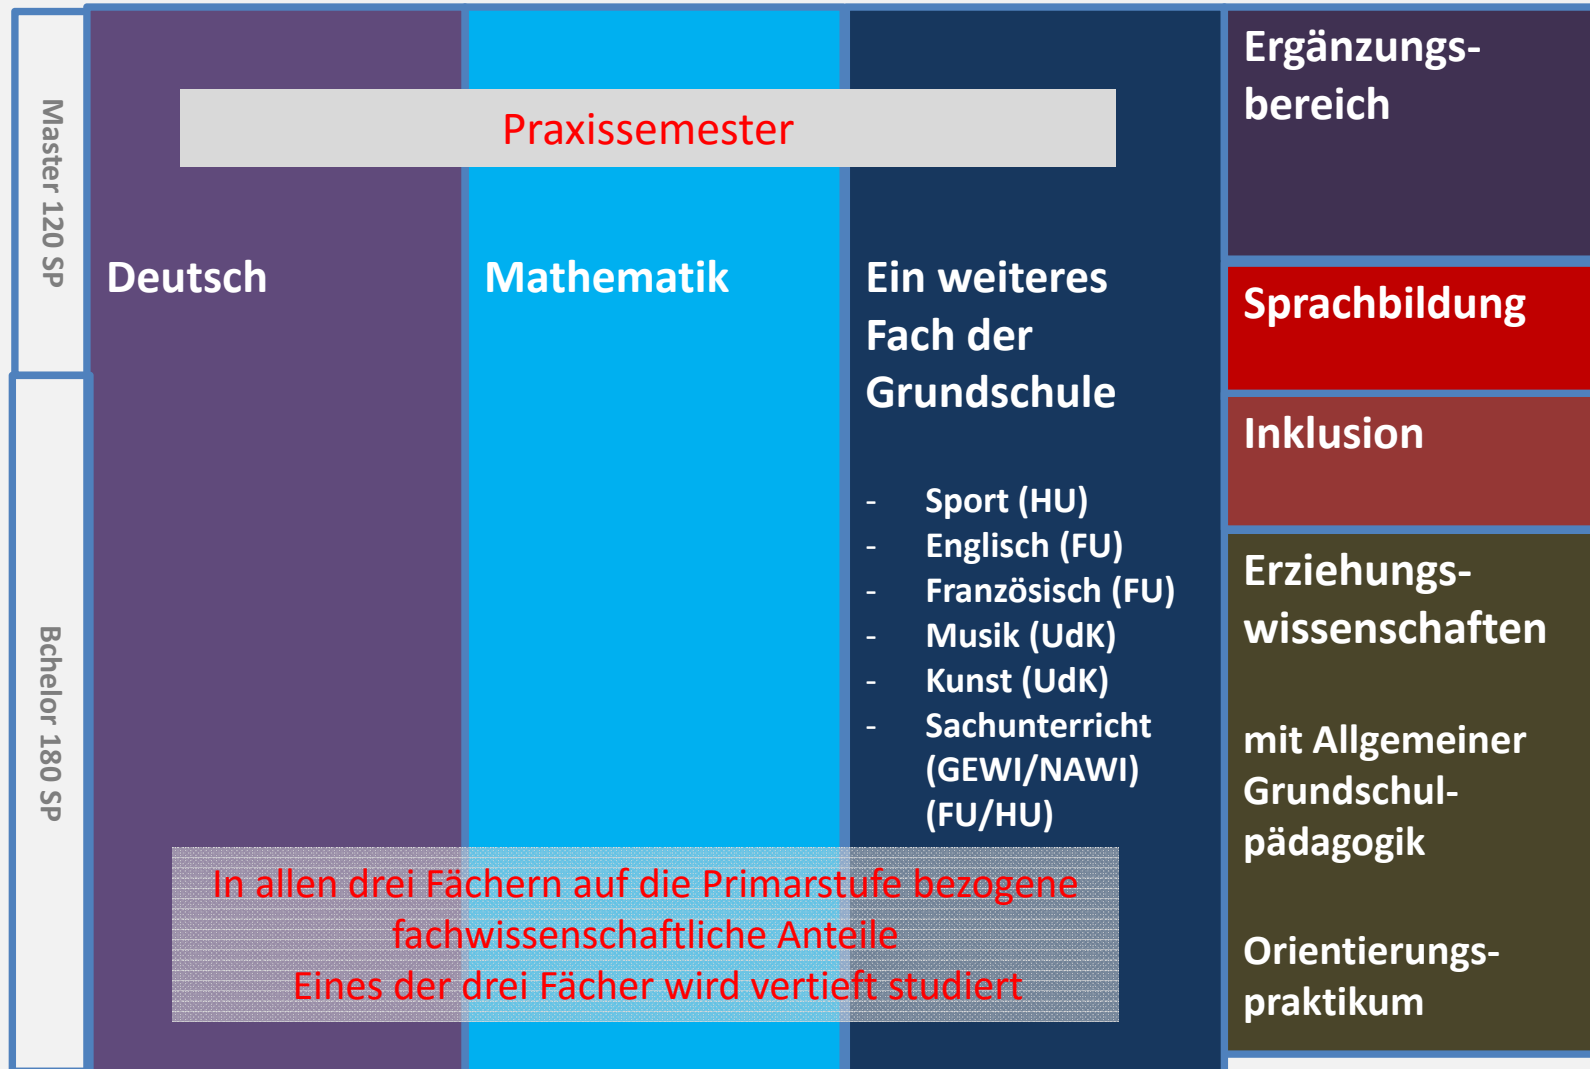 Master 120 SP
Bchelor 180 SP
Praxissemester
Deutsch
Mathematik
Ein weiteres
Fach der
Grundschule
- Sport (HU)
- Englisch (FU)
- Französisch (FU)
- Musik (UdK)
- Kunst (UdK)
- Sachunterricht
(GEWI/NAWI)
(FU/HU)
In allen drei Fächern auf die Primarstufe bezogene
fachwissenschaftliche Anteile
Eines der drei Fächer wird vertieft studiert
Ergänzungs-
bereich
Sprachbildung
Inklusion
Erziehungs-
wissenschaften
mit Allgemeiner
Grundschul-
pädagogik
Orientierungs-
praktikum